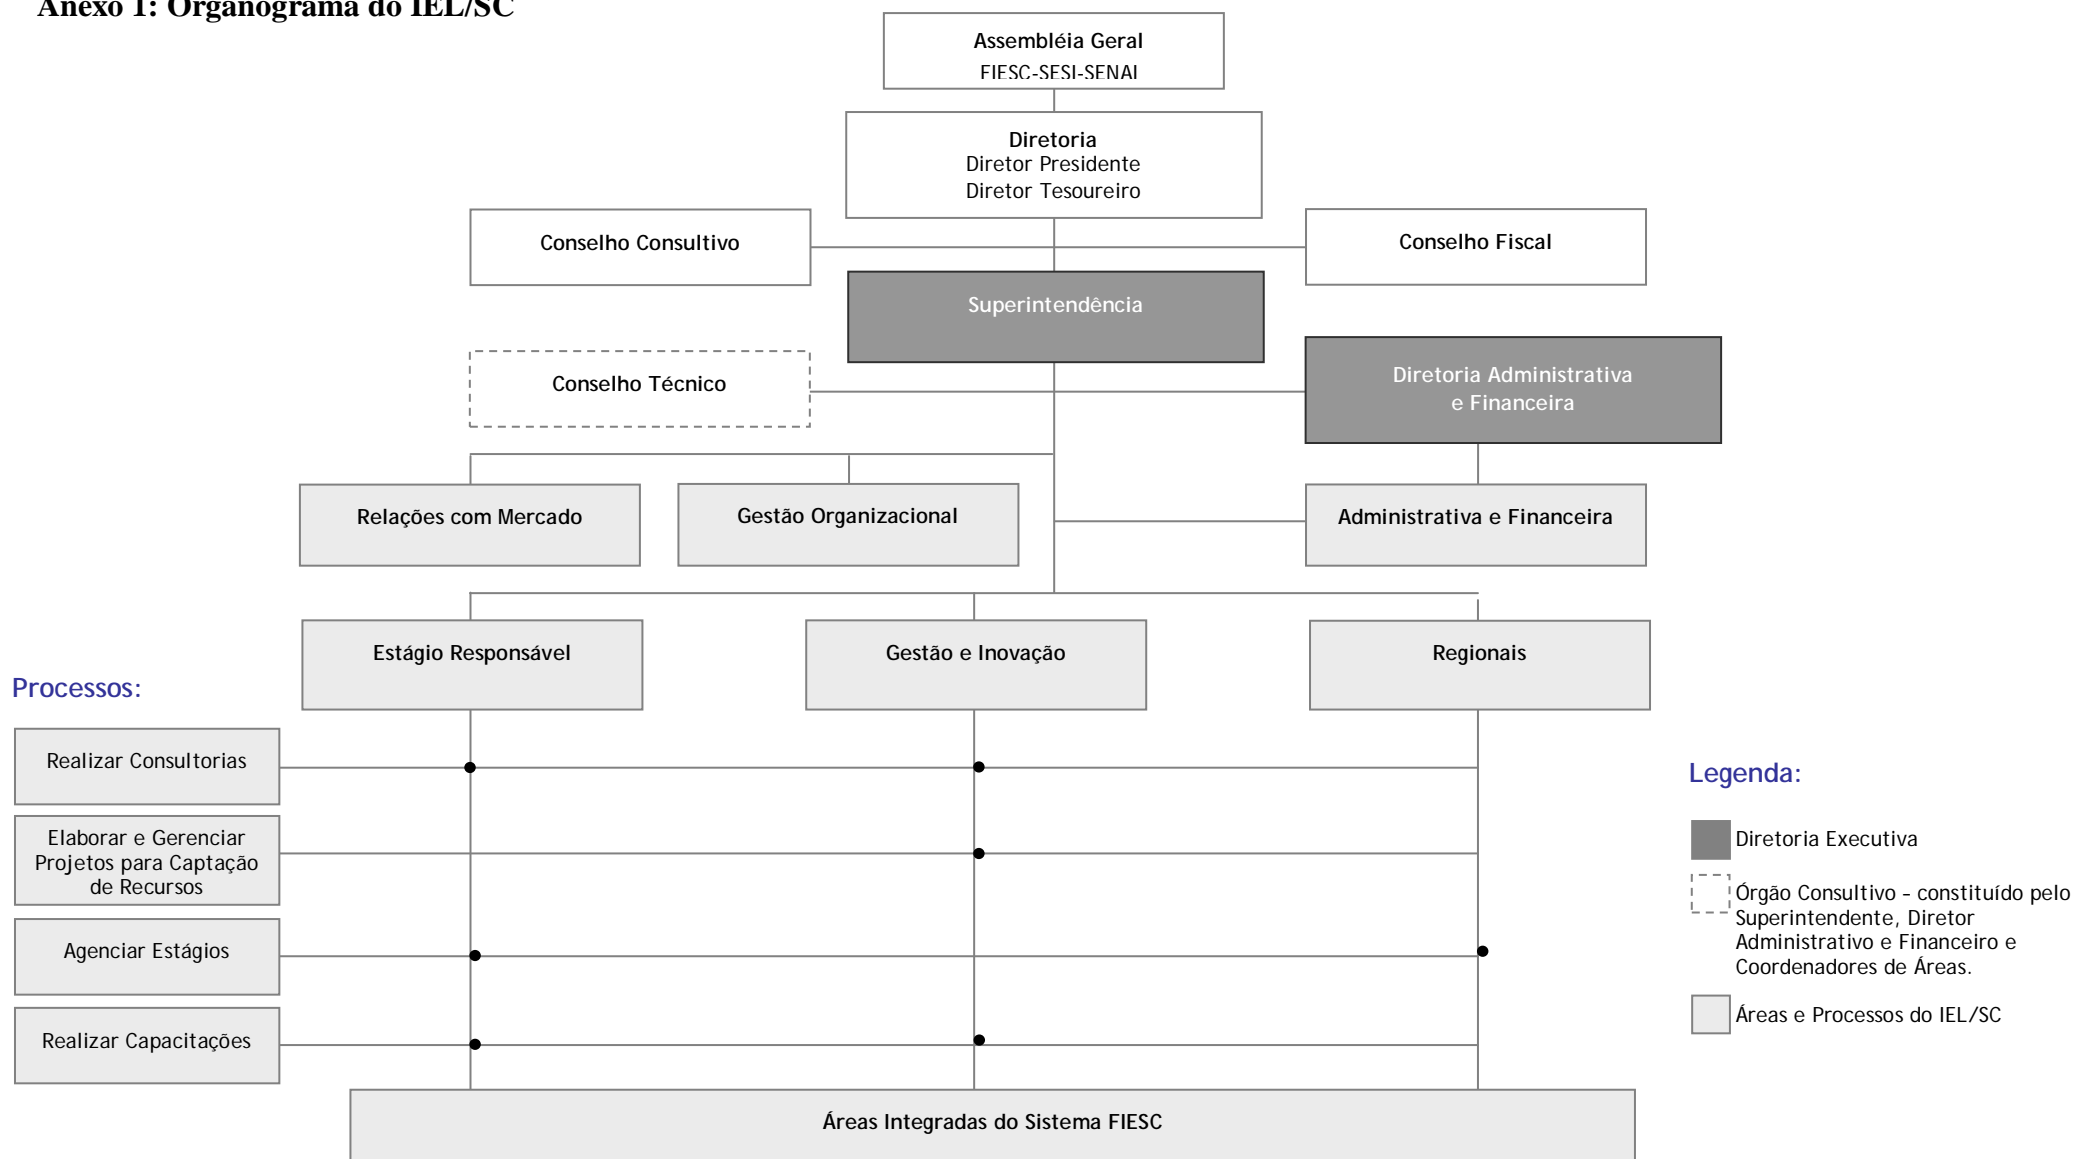 Anexo 1: Organograma do IEL/SC
Assembléia Geral
FIESC-SESI-SENAI
Diretoria
Diretor Presidente
Diretor Tesoureiro
Conselho Consultivo
Conselho Fiscal
Superintendência
Conselho Técnico
Diretoria Administrativa
e Financeira
Relações com Mercado
Gestão Organizacional
Administrativa e Financeira
Estágio Responsável
Gestão e Inovação
Regionais
Processos:
Realizar Consultorias
Elaborar e Gerenciar
Projetos para Captação
de Recursos
Agenciar Estágios
Realizar Capacitações
Áreas Integradas do Sistema FIESC
Legenda:
Diretoria Executiva
Órgão Consultivo – constituído pelo
Superintendente, Diretor
Administrativo e Financeiro e
Coordenadores de Áreas.
Áreas e Processos do IEL/SC